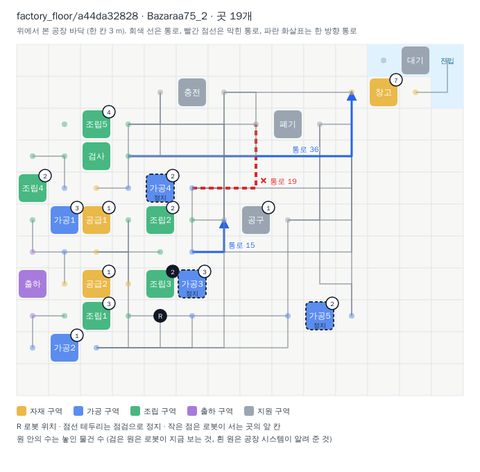 factory_floor/a44da32828 · Bazaraa75_2 · 곳 19개
위에서 본 공장 바닥 (한 칸 3 m). 회색 선은 통로, 빨간 점선은 막힌 통로, 파란 화살표는 한 방향 통로
대기
전립
창고 7
충전
조립5 4
폐기
검사
통로 36
조립4 2
가공4 2
정지
✕ 통로 19
가공1 3
공급1 1
조립2 2
공구 1
통로 15
출하
공급2 1
조립3 2
가공3 3
정지
조립1 3
R
가공5 2
정지
가공2 1
자재 구역 가공 구역 조립 구역 출하 구역 지원 구역
R 로봇 위치 · 점선 테두리는 점검으로 정지 · 작은 점은 로봇이 서는 곳의 앞 칸
원 안의 수는 놓인 물건 수 (검은 원은 로봇이 지금 보는 것, 흰 원은 공장 시스템이 알려 준 것)